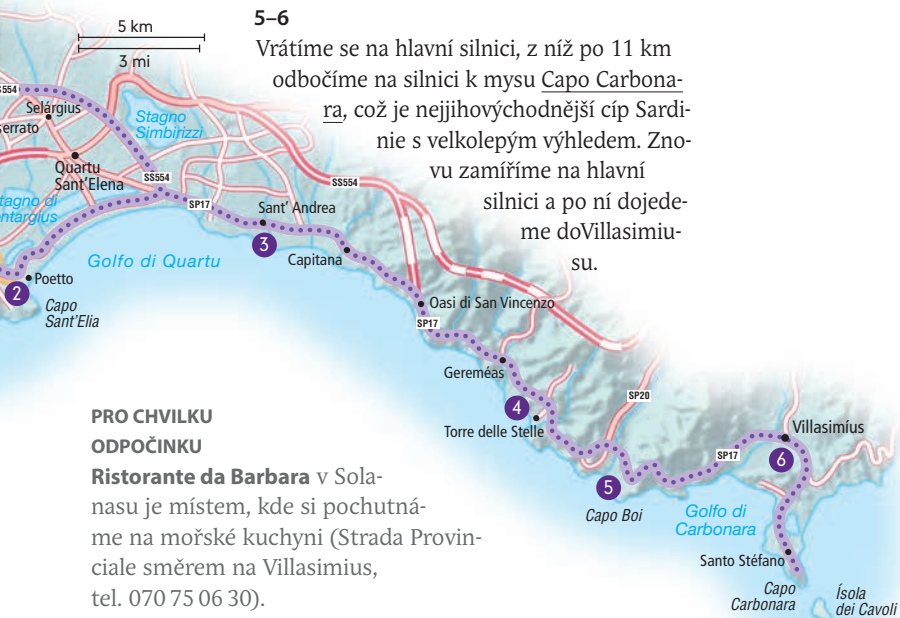 5 km
3 mi
5–6
Vrátíme se na hlavní silnici, z níž po 11 km
odbočíme na silnici k mysu Capo Carbona-
ra, což je nejjihovýchodnější cíp Sardi-
nie s velkolepým výhledem. Zno-
vu zamíříme na hlavní
silnici a po ní dojede-
me doVillasimiu-
su.
S554
Selárgius
serrato
Stagno
Simbirizzi
Quartu
Sant'Elena
SS554
SS554
Stagno di
ntárgius
SP17
Sant' Andrea
3
Capitana
Golfo di Quartu
Poetto
2
Capo
Sant'Elia
Oasi di San Vincenzo
SP17
Gereméas
4
Torre delle Stelle
SP20
5
Capo Boi
SP17
Villasimíus
6
Golfo di
Carbonara
Santo Stéfano
Capo
Carbonara
Ísola
dei Cavoli
PRO CHVILKU
ODPOČINKU
Ristorante da Barbara v Sola-
nasu je místem, kde si pochutná-
me na mořské kuchyni (Strada Provin-
ciale směrem na Villasimius,
tel. 070 75 06 30).